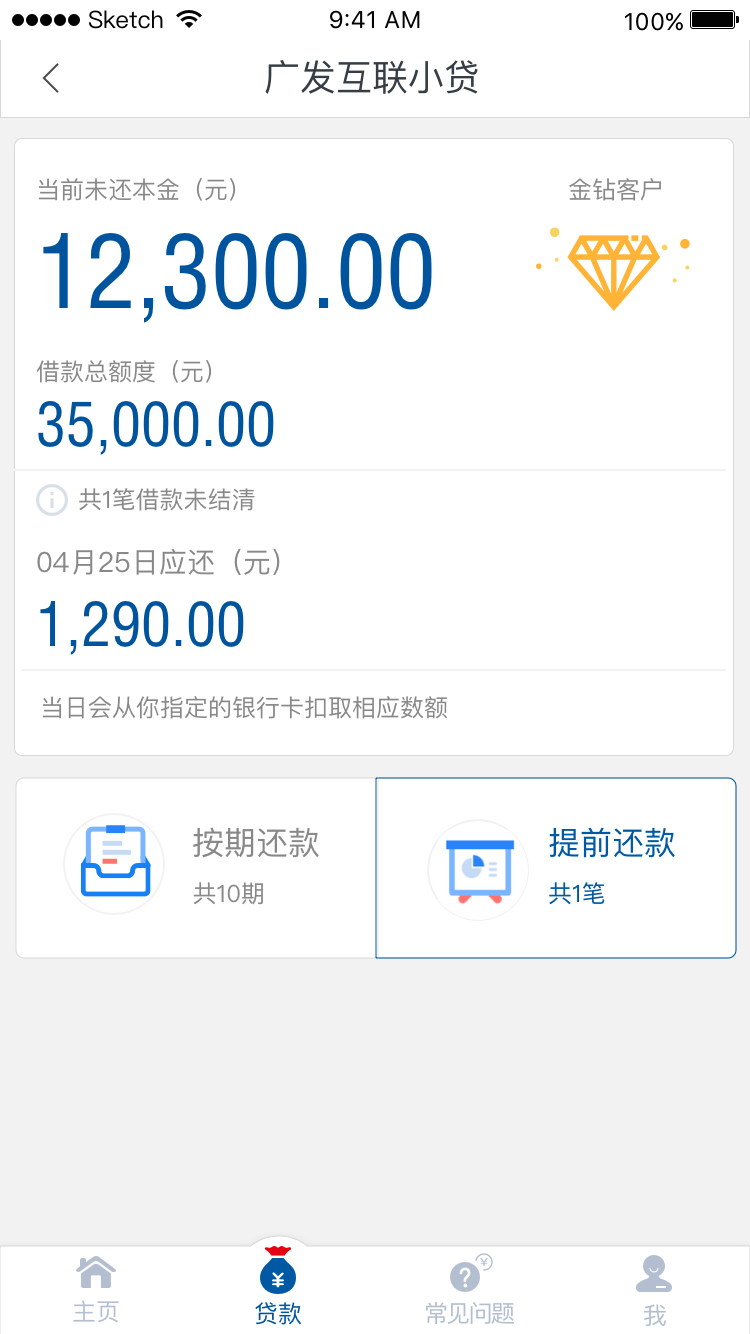 Sketch 9:41 AM 100%
广发互联小贷
当前未还本金（元） 金钻客户
12,300.00
借款总额度（元）
35,000.00
共1笔借款未结清
04月25日应还（元）
1,290.00
当日会从你指定的银行卡扣取相应数额
按期还款 提前还款
共10期 共1笔
主页 贷款 常见问题 我